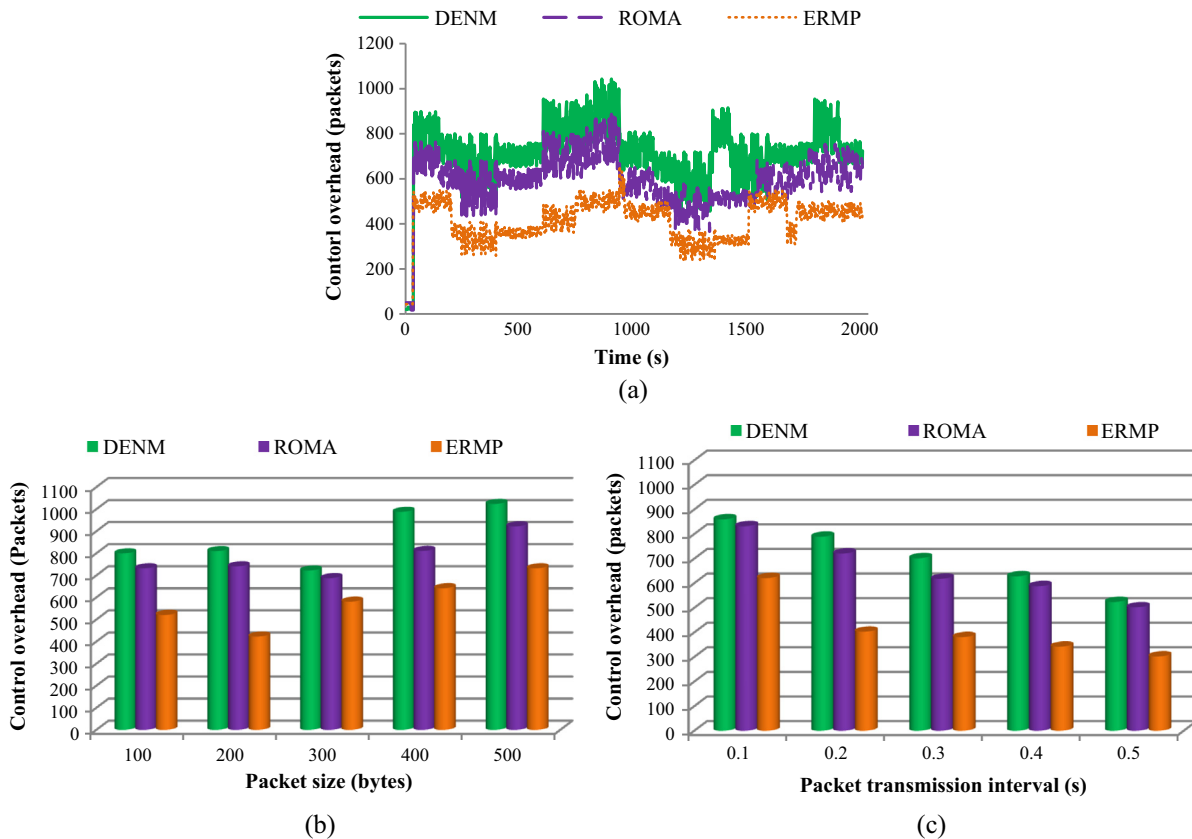 DENM ROMA ERMP
1200
1000
800
600
400
200
0
Contorl overhead (packets)
0 500 1000 1500 2000
Time (s)
(a)
DENM ROMA ERMP
1100
1000
900
800
700
600
500
400
300
200
100
0
Control overhead (Packets)
100 200 300 400 500
Packet size (bytes)
(b)
DENM ROMA ERMP
1100
1000
900
800
700
600
500
400
300
200
100
0
Control overhead (packets)
0.1 0.2 0.3 0.4 0.5
Packet transmission interval (s)
(c)